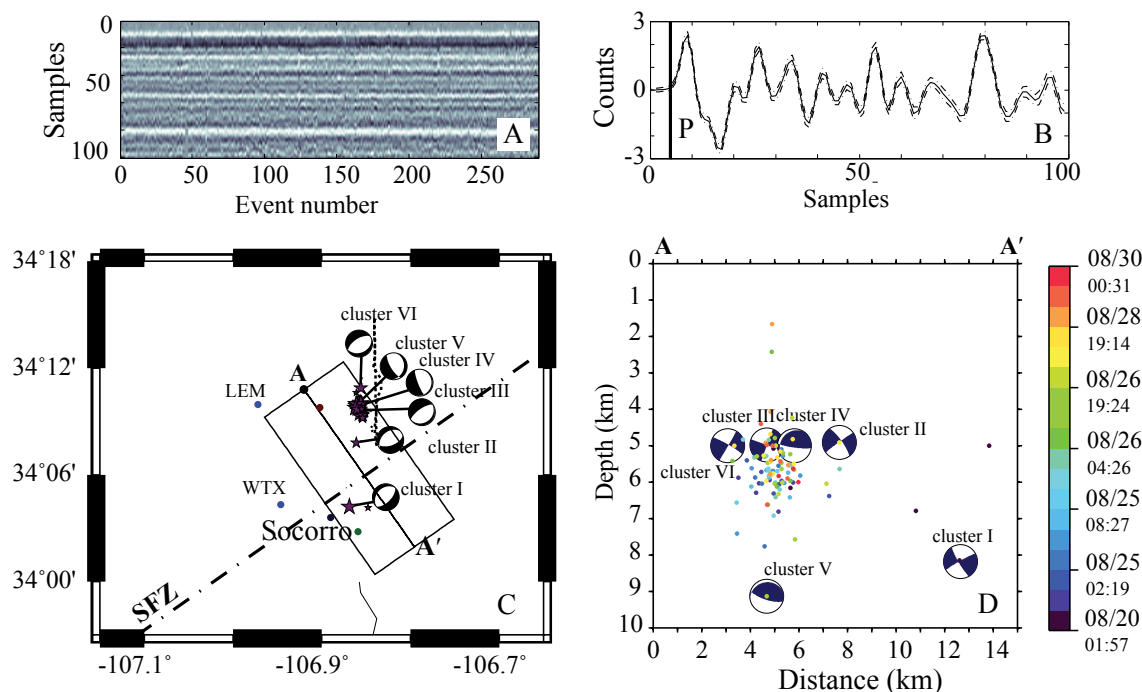 0
50
100
Samples
A
0
50
100
150
200
250
Event number
3
0
-3
Counts
P
B
0
50
100
Samples
34˚18'
34˚12'
34˚06'
34˚00'
-107.1˚
-106.9˚
-106.7˚
cluster VI
cluster V
cluster IV
cluster III
cluster II
cluster I
A
LEM
WTX
Socorro
A'
SFZ
C
A
A'
0
1
2
3
4
5
6
7
8
9
10
Depth (km)
cluster III
cluster IV
cluster II
cluster VI
cluster I
cluster V
D
0
2
4
6
8
10
12
14
Distance (km)
08/30
00:31
08/28
19:14
08/26
19:24
08/26
04:26
08/25
08:27
08/25
02:19
08/20
01:57